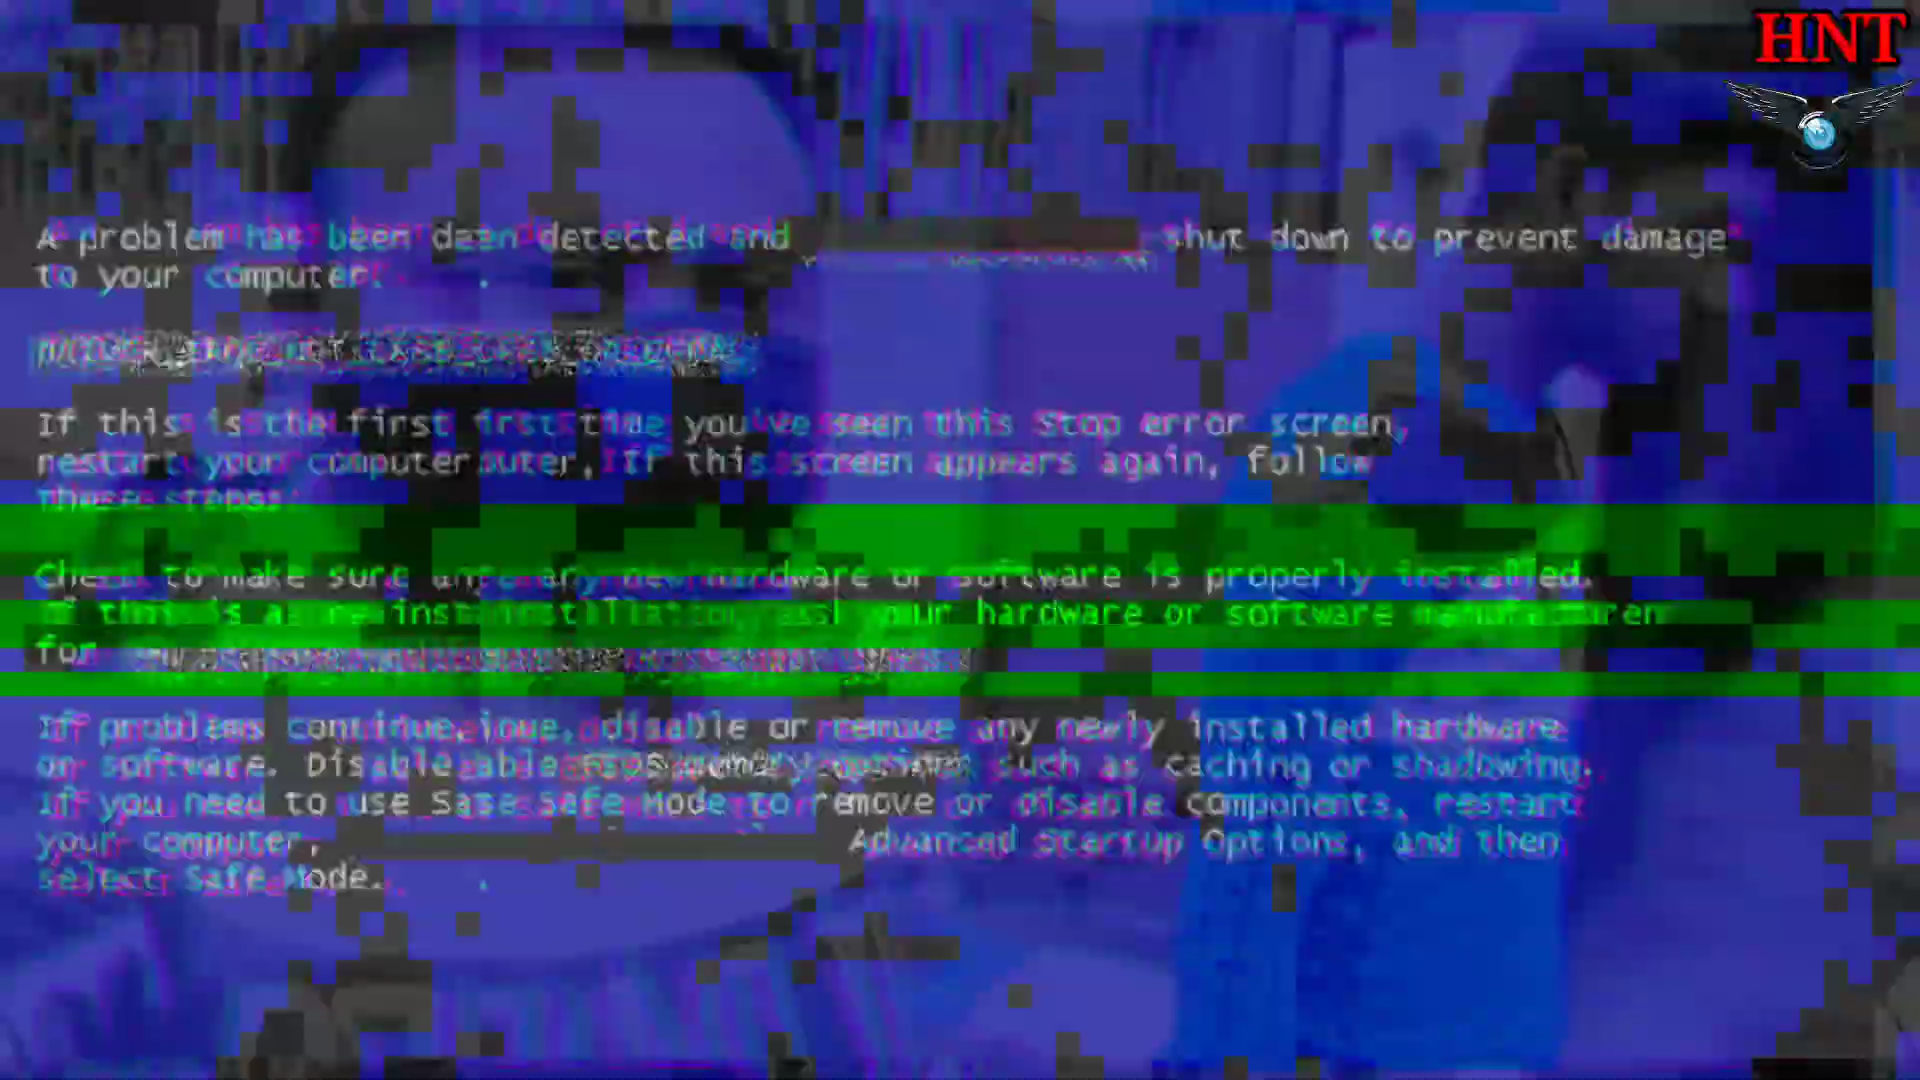 HNT
A problem has been deen detected and shut down to prevent damage
to your computer.
If this is the first irst time you've seen this Stop error screen,
restart your computer uter, If this screen appears again, follow
these steps:
Check to make sure any new hardware or software is properly installed.
If this is a installation, ask your hardware or software manufacturer
for
If problems continue, disable or remove any newly installed hardware
or software. Disable able such as caching or shadowing.
If you need to use Safe Safe Mode to remove or disable components, restart
your computer, Advanced Startup Options, and then
select Safe Mode.